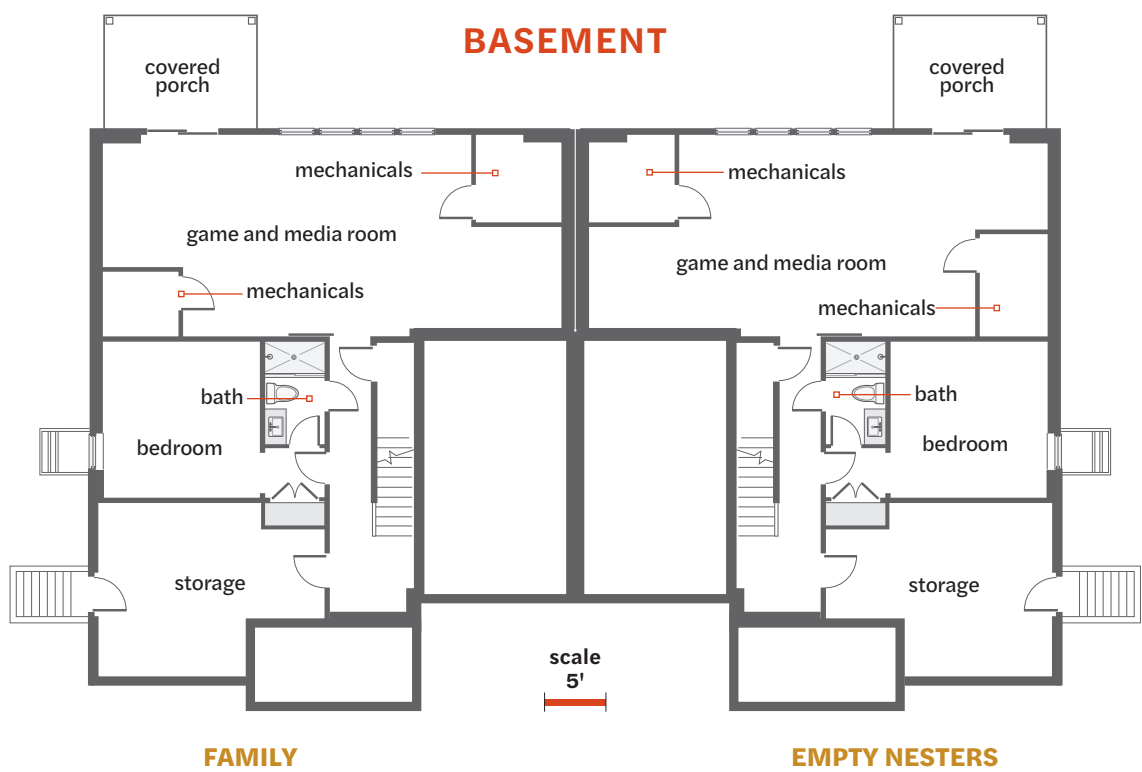 BASEMENT
covered
porch
covered
porch
mechanicals
mechanicals
game and media room
game and media room
mechanicals
mechanicals
bath
bath
bedroom
bedroom
storage
storage
scale
5'
FAMILY
EMPTY NESTERS